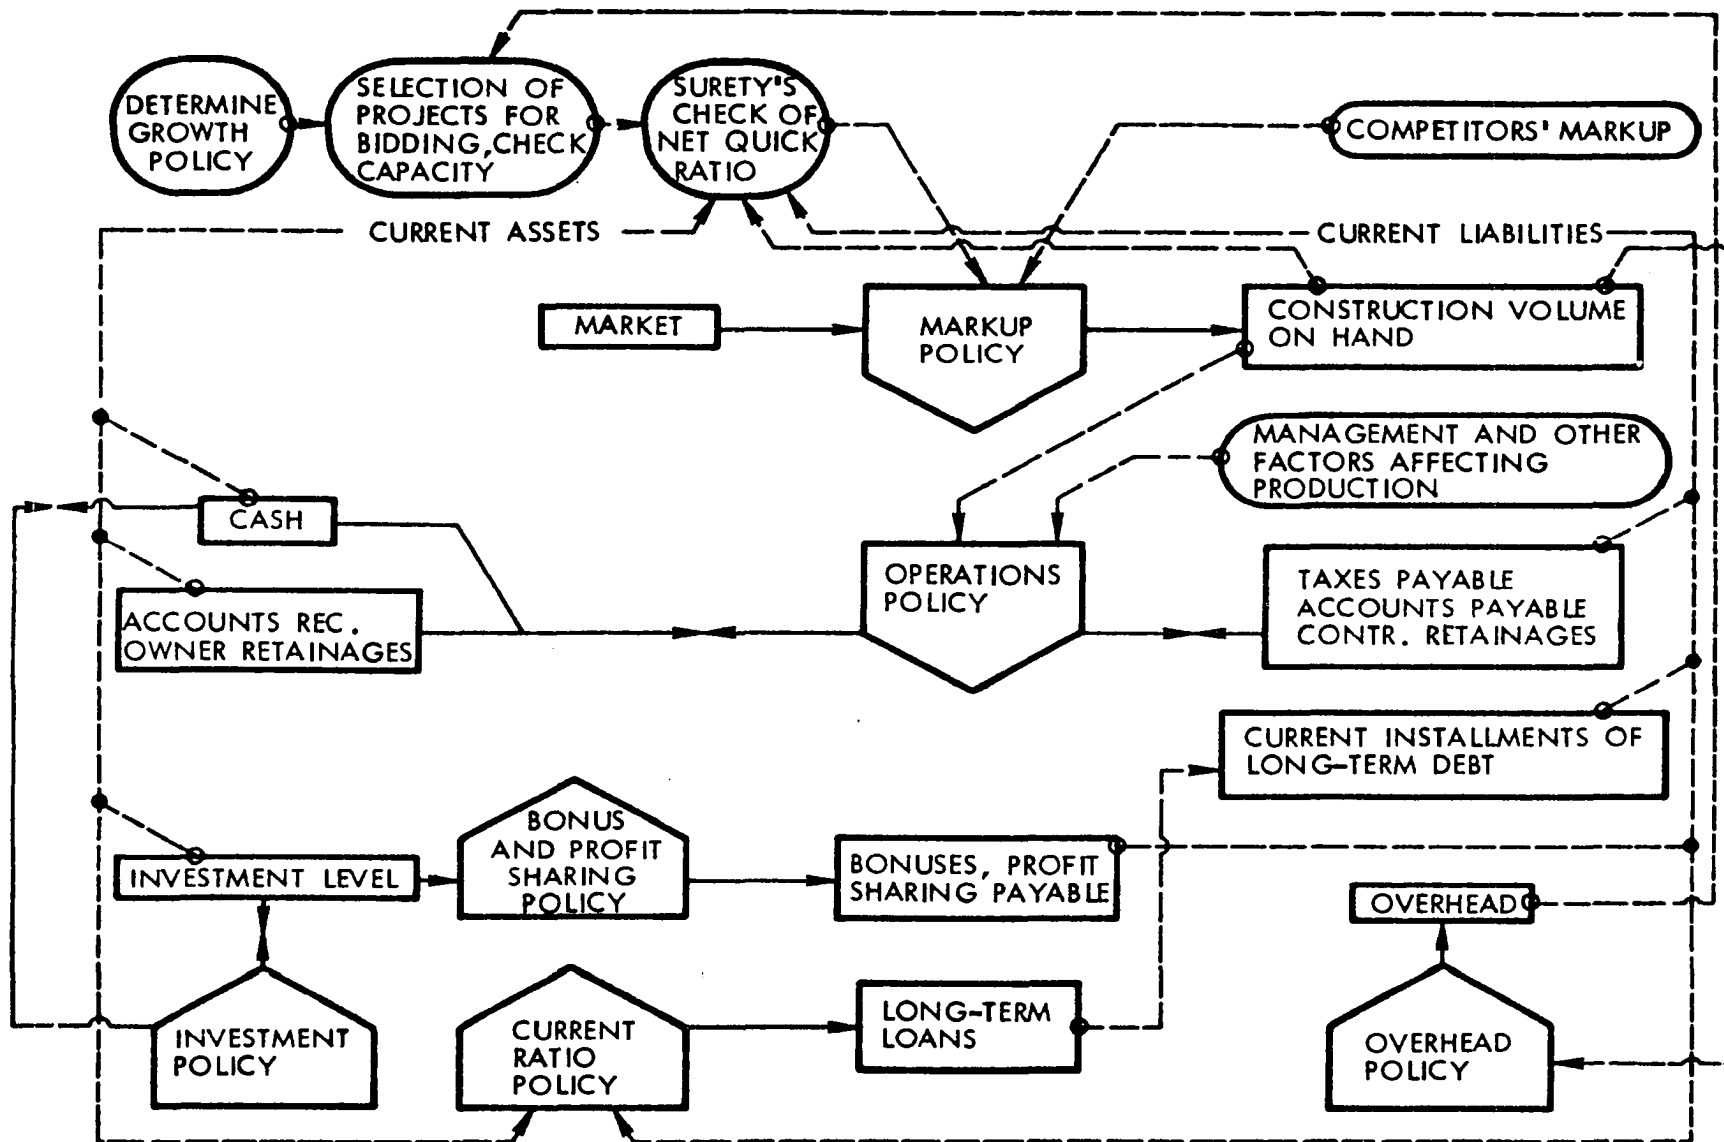 DETERMINE
GROWTH
POLICY
SELECTION OF
PROJECTS FOR
BIDDING, CHECK
CAPACITY
SURETY'S
CHECK OF
NET QUICK
RATIO
COMPETITORS' MARKUP
CURRENT ASSETS
CURRENT LIABILITIES
MARKET
MARKUP
POLICY
CONSTRUCTION VOLUME
ON HAND
MANAGEMENT AND OTHER
FACTORS AFFECTING
PRODUCTION
CASH
ACCOUNTS REC.
OWNER RETAINAGES
OPERATIONS
POLICY
TAXES PAYABLE
ACCOUNTS PAYABLE
CONTR. RETAINAGES
CURRENT INSTALLMENTS OF
LONG-TERM DEBT
INVESTMENT LEVEL
BONUS
AND PROFIT
SHARING
POLICY
BONUSES, PROFIT
SHARING PAYABLE
OVERHEAD
INVESTMENT
POLICY
CURRENT
RATIO
POLICY
LONG-TERM
LOANS
OVERHEAD
POLICY